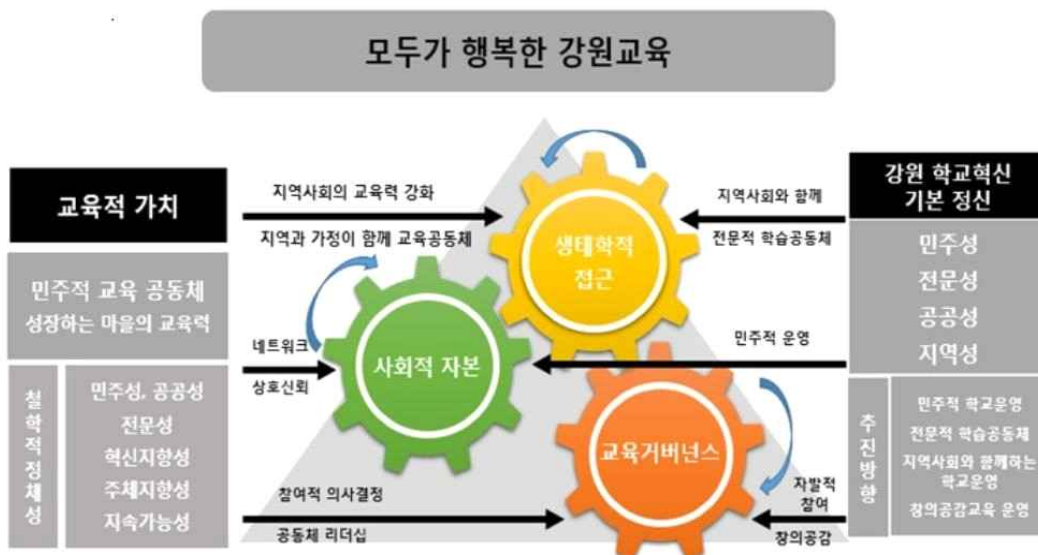 모두가 행복한 강원교육
교육적 가치
민주적 교육 공동체
성장하는 마을의 교육력
철학적정체성
민주성, 공공성
전문성
혁신지향성
주체지향성
지속가능성
지역사회의 교육력 강화
지역과 가정이 함께 교육공동체
네트워크
상호신뢰
참여적 의사결정
공동체 리더십
생태학적
접근
사회적 자본
교육거버넌스
지역사회와 함께
전문적 학습공동체
민주적 운영
자발적
참여
창의공감
강원 학교혁신
기본 정신
민주성
전문성
공공성
지역성
추진방향
민주적 학교운영
전문적 학습공동체
지역사회와 함께하는
학교운영
창의공감교육 운영